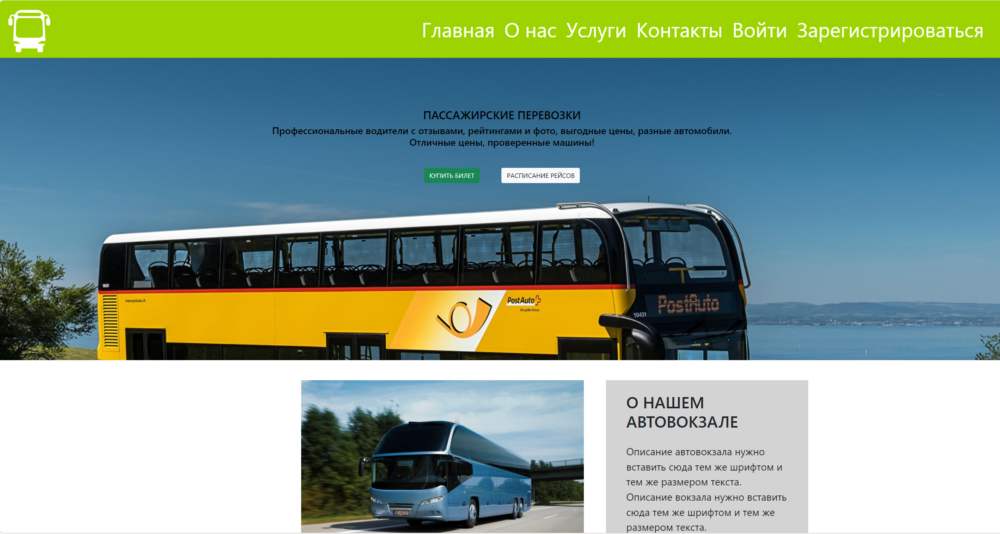 Главная О нас Услуги Контакты Войти Зарегистрироваться
ПАССАЖИРСКИЕ ПЕРЕВОЗКИ
Профессиональные водители с отзывами, рейтингами и фото, выгодные цены, разные автомобили.
Отличные цены, проверенные машины!
КУПИТЬ БИЛЕТ
РАСПИСАНИЕ РЕЙСОВ
10431
www.postauto.ch
PostAuto
Die gelbe Klasse.
PostAuto
10431
О НАШЕМ
АВТОВОКЗАЛЕ
Описание автовокзала нужно
вставить сюда тем же шрифтом и
тем же размером текста.
Описание вокзала нужно вставить
сюда тем же шрифтом и тем же
размером текста.